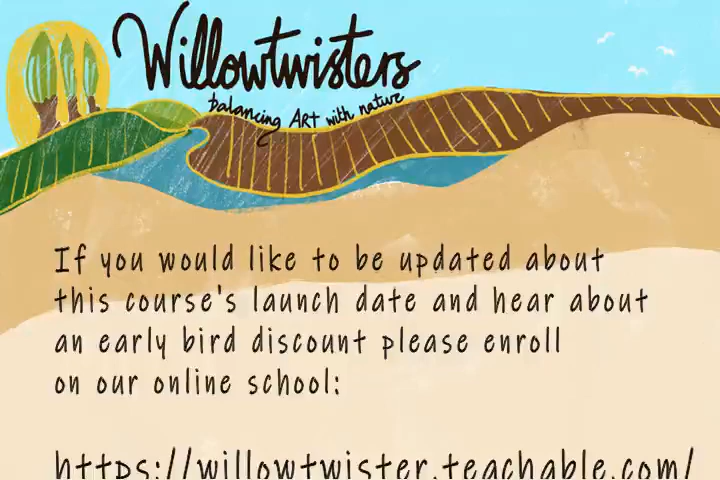 Willowtwisters
balancing ART with nature
If you would like to be updated about
this course's launch date and hear about
an early bird discount please enroll
on our online school:
https://willowtwister.teachable.com/